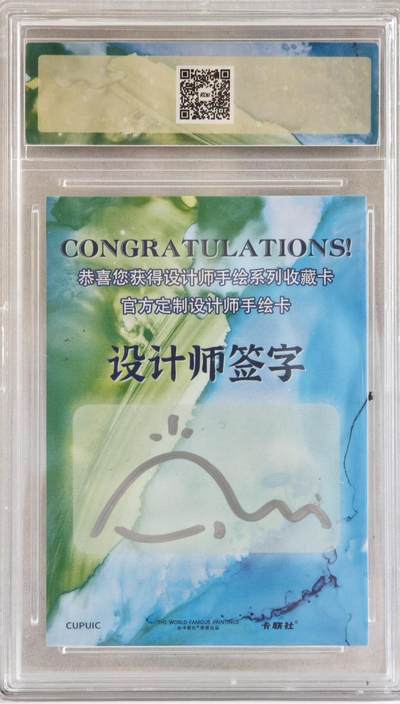 CONGRATULATIONS!
恭喜您获得设计师手绘系列收藏卡
官方定制设计师手绘卡
设计师签字
CUPUIC
THE WORLD FAMOUS PAINTINGS
卡联社